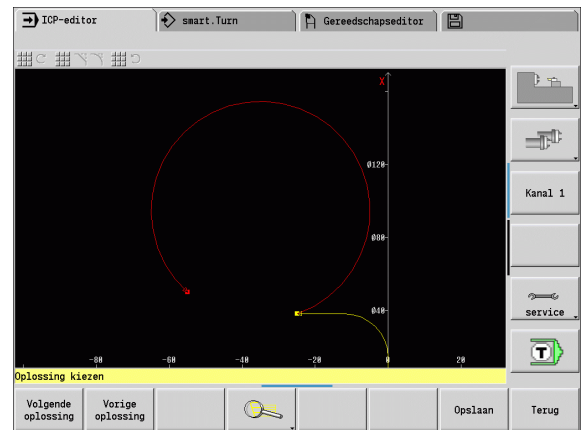 ICP-editor smart.Turn Gereedschapseditor
X
Ø120
Kanal 1
Ø80
Ø40
service
T
-80 -60 -40 -20 0 20
Oplossing kiezen
Volgende oplossing
Vorige oplossing
Opslaan
Terug